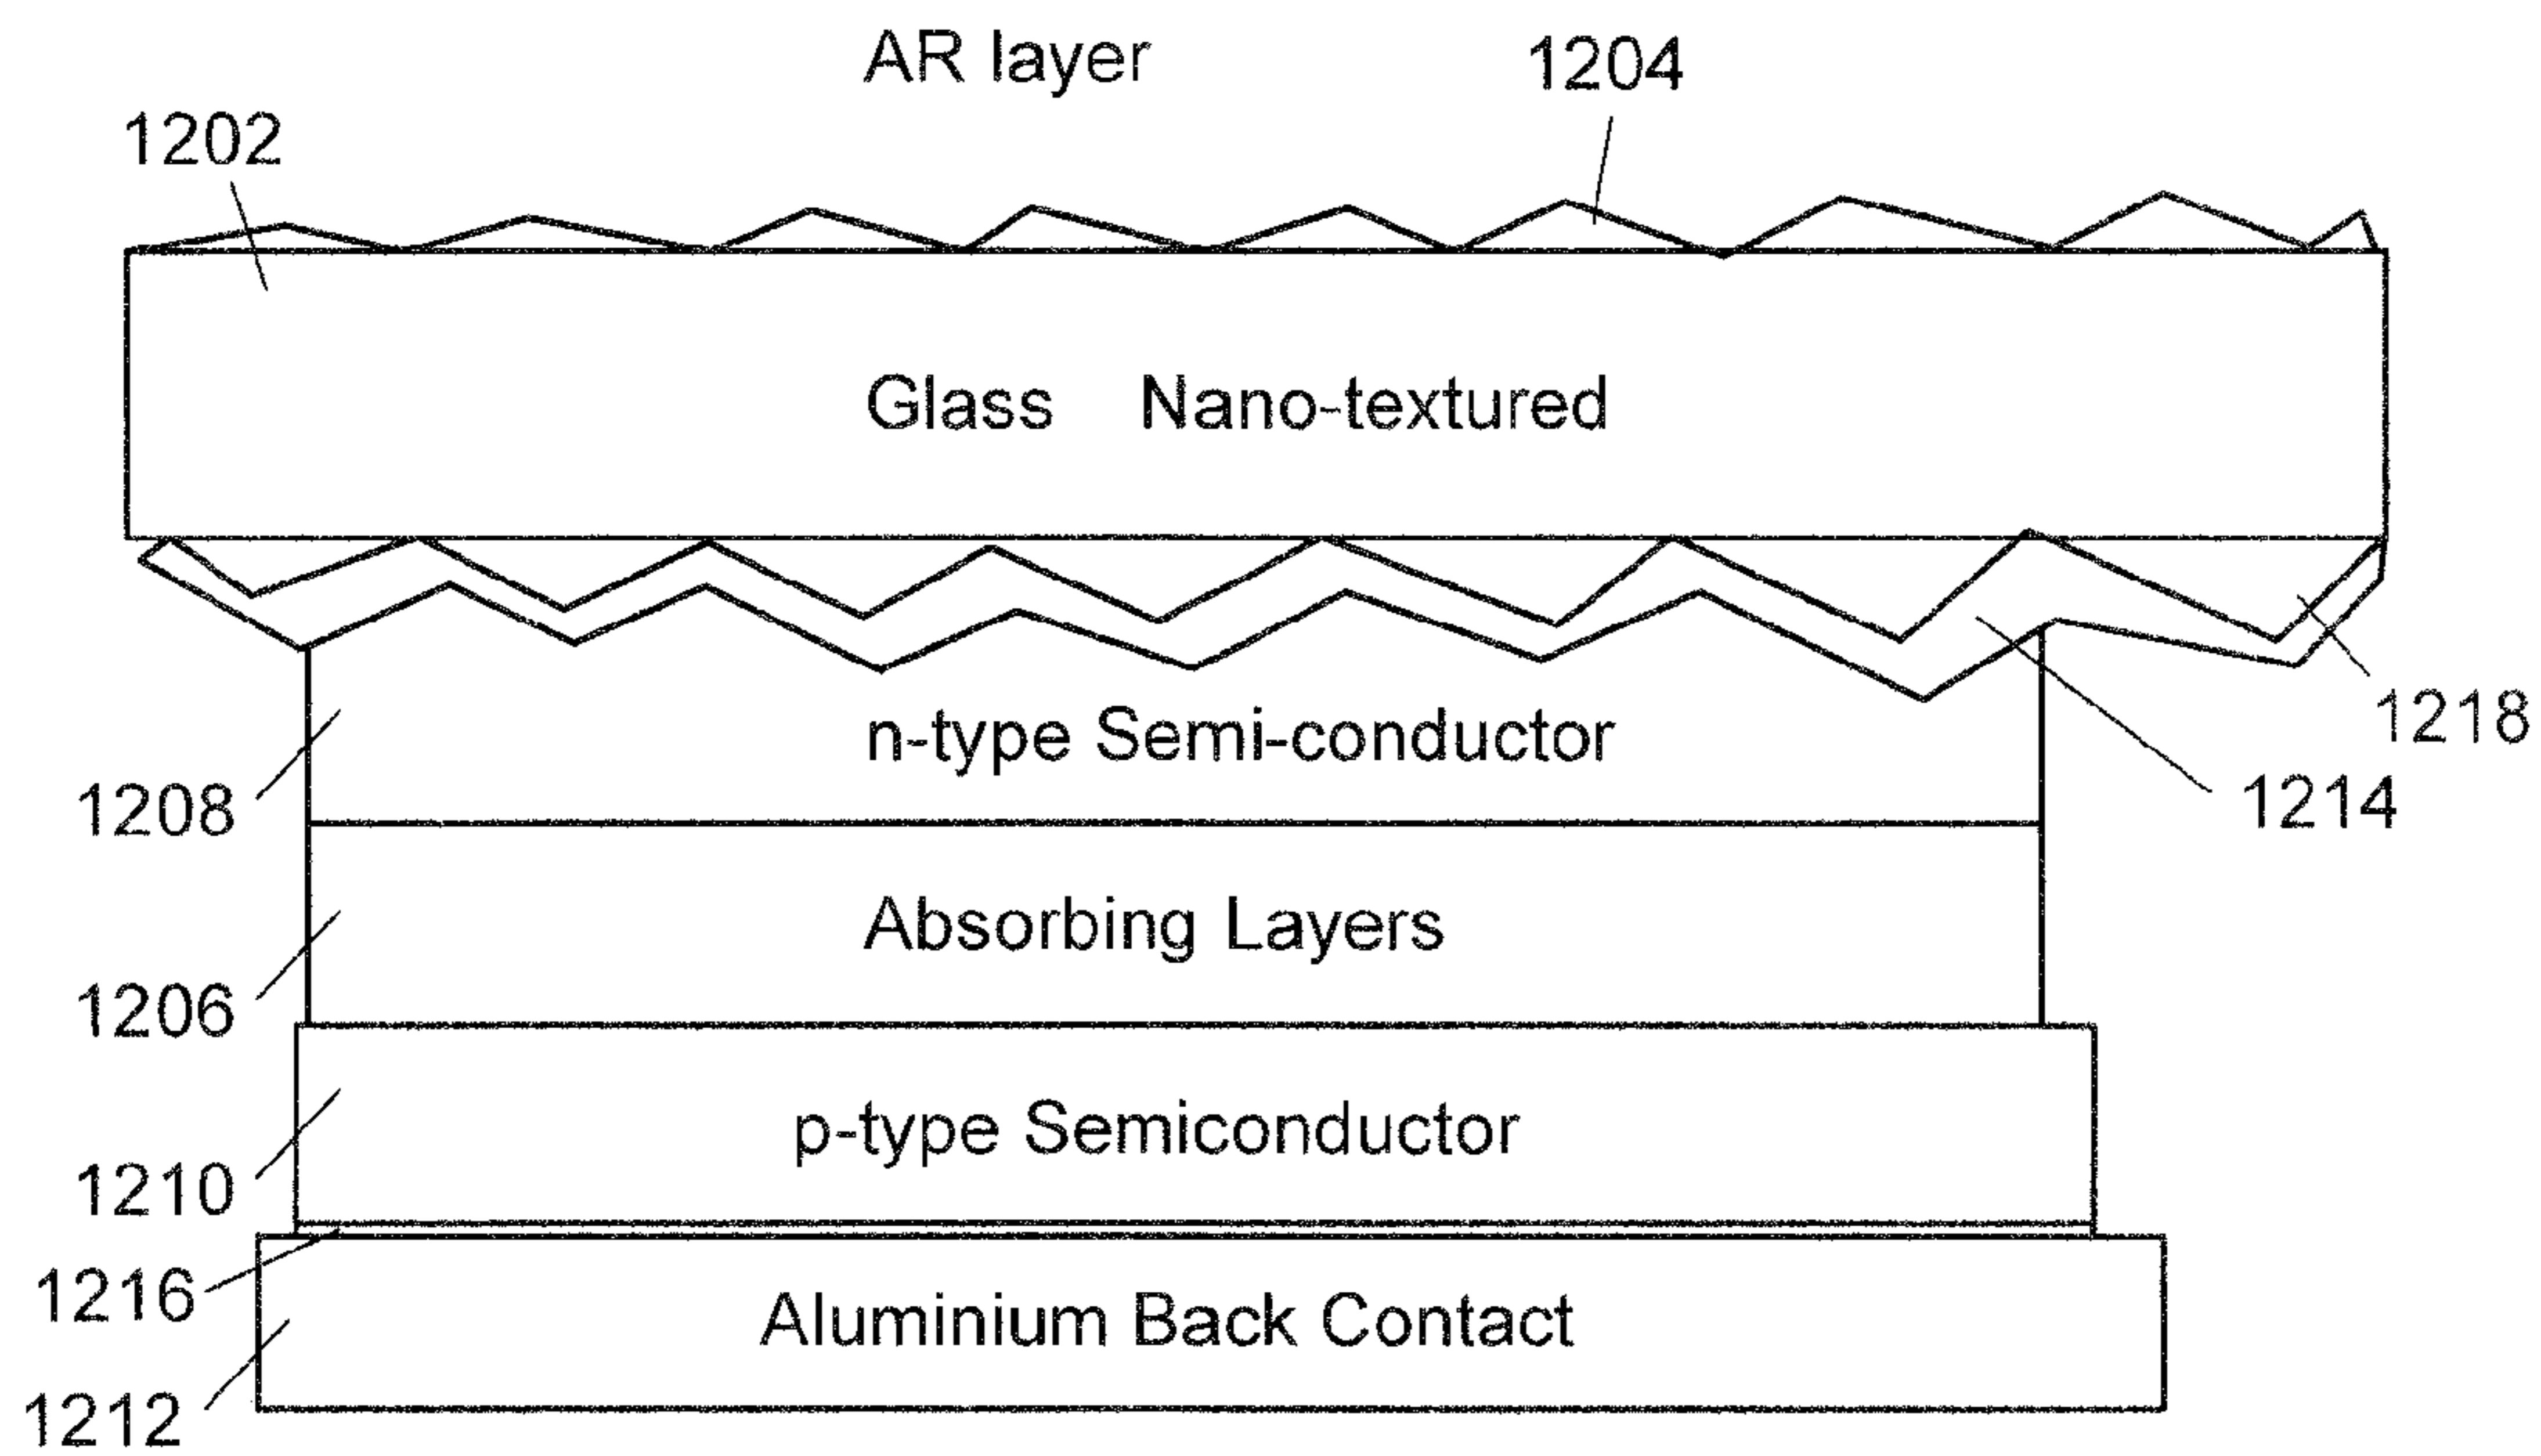 AR layer
1204
1202
Glass Nano-textured
n-type Semi-conductor
1218
1208
1214
Absorbing Layers
1206
p-type Semiconductor
1210
1216
Aluminium Back Contact
1212